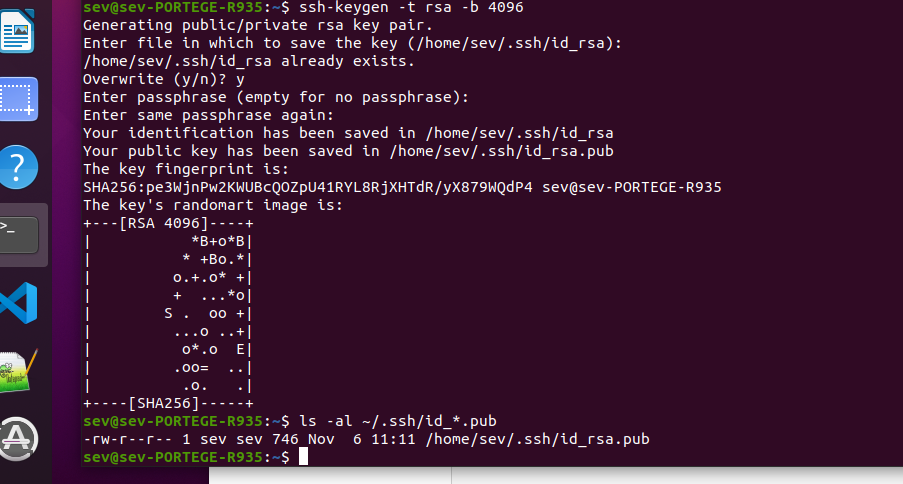 sev@sev-PORTEGE-R935:~$ ssh-keygen -t rsa -b 4096
Generating public/private rsa key pair.
Enter file in which to save the key (/home/sev/.ssh/id_rsa):
/home/sev/.ssh/id_rsa already exists.
Overwrite (y/n)? y
Enter passphrase (empty for no passphrase):
Enter same passphrase again:
Your identification has been saved in /home/sev/.ssh/id_rsa
Your public key has been saved in /home/sev/.ssh/id_rsa.pub
The key fingerprint is:
SHA256:pe3WjnPw2KWUBcQOZpU41RYL8RjXHTdR/yX879WQdP4 sev@sev-PORTEGE-R935
The key's randomart image is:
+---[RSA 4096]----+
|            *B+o*B|
|           * +Bo.*|
|          o.+.o* +|
|          +  ...*o|
|         S .  oo +|
|          ...o ..+|
|           o*.o  E|
|          .oo=  ..|
|           .o.   .|
+----[SHA256]-----+
sev@sev-PORTEGE-R935:~$ ls -al ~/.ssh/id_*.pub
-rw-r--r-- 1 sev sev 746 Nov  6 11:11 /home/sev/.ssh/id_rsa.pub
sev@sev-PORTEGE-R935:~$